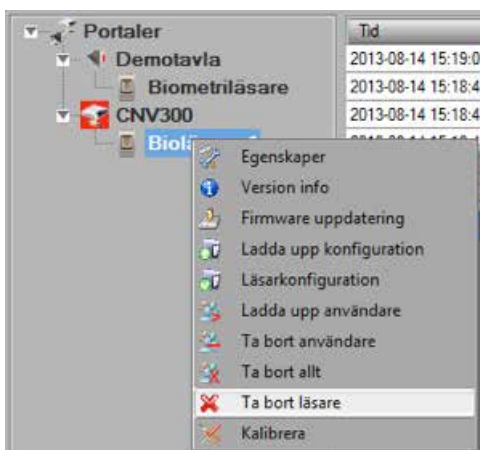 Portaler
Demotavla
Biometriläsare
CNV300
Tid
2013-08-14 15:19:0
2013-08-14 15:18:4
2013-08-14 15:18:4
Egenskaper
Version info
Firmware uppdatering
Ladda upp konfiguration
Läsarkonfiguration
Ladda upp användare
Ta bort användare
Ta bort allt
Ta bort läsare
Kalibrera